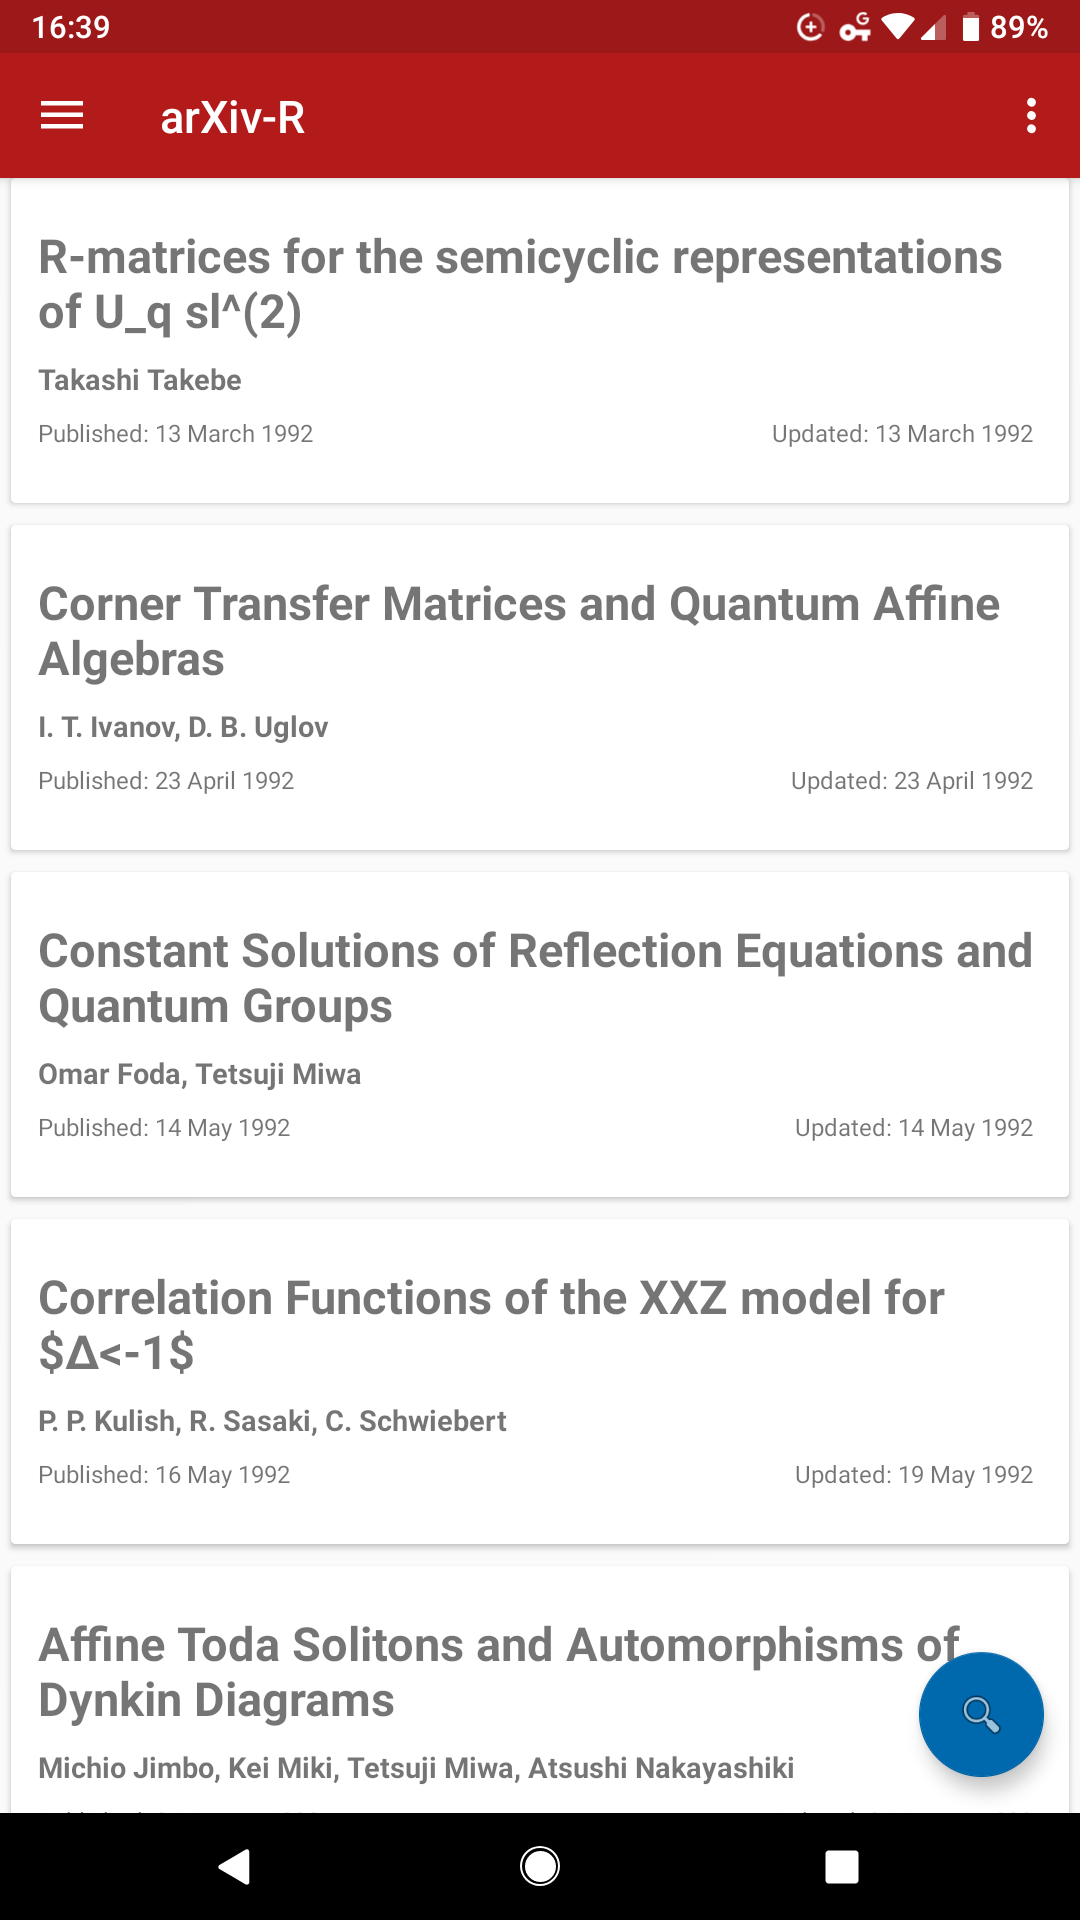 16:39
89%
arXiv-R
R-matrices for the semicyclic representations
of U_q sl^(2)
Takashi Takebe
Published: 13 March 1992
Updated: 13 March 1992
Corner Transfer Matrices and Quantum Affine
Algebras
I. T. Ivanov, D. B. Uglov
Published: 23 April 1992
Updated: 23 April 1992
Constant Solutions of Reflection Equations and
Quantum Groups
Omar Foda, Tetsuji Miwa
Published: 14 May 1992
Updated: 14 May 1992
Correlation Functions of the XXZ model for
$Δ<-1$
P. P. Kulish, R. Sasaki, C. Schwiebert
Published: 16 May 1992
Updated: 19 May 1992
Affine Toda Solitons and Automorphisms of
Dynkin Diagrams
Michio Jimbo, Kei Miki, Tetsuji Miwa, Atsushi Nakayashiki